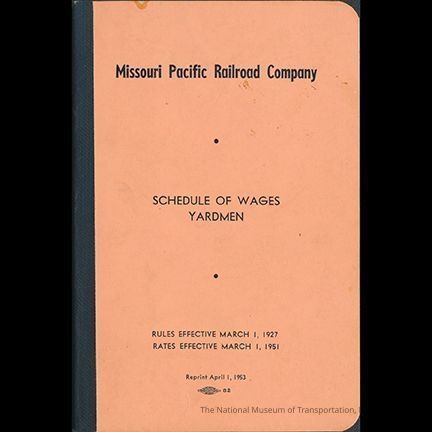 Missouri Pacific Railroad Company
SCHEDULE OF WAGES
YARDMEN
RULES EFFECTIVE MARCH 1, 1927
RATES EFFECTIVE MARCH 1, 1951
Reprint April 1, 1953
The National Museum of Transportation,